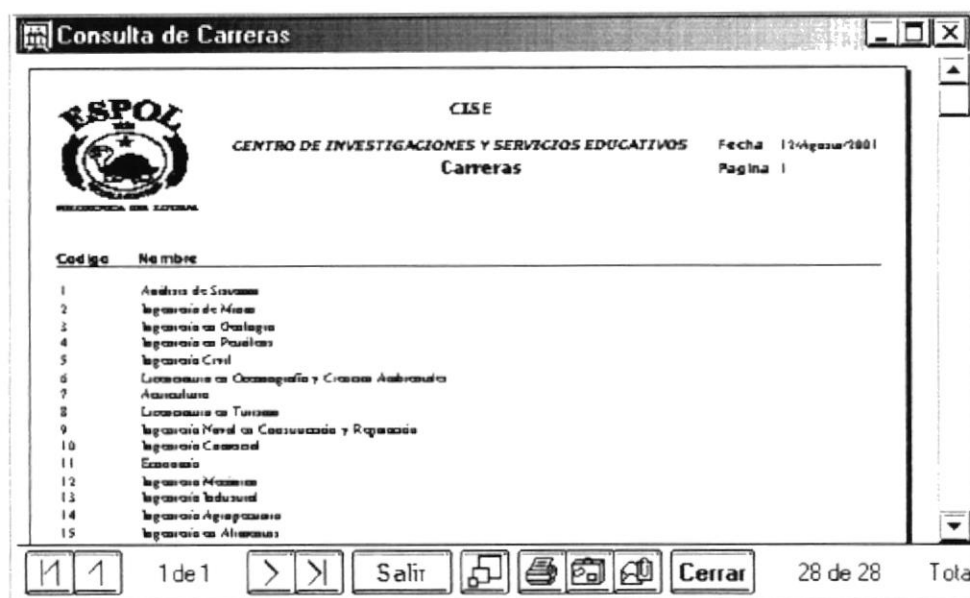 Consulta de Carreras
ESPOL
CISE
CENTRO DE INVESTIGACIONES Y SERVICIOS EDUCATIVOS
Fecha 12/Agosto/2001
Carreras
Pagina 1
Codigo Nombre
1 Análisis de Sistemas
2 Ingeniería de Minas
3 Ingeniería en Geología
4 Ingeniería en Petróleos
5 Ingeniería Civil
6 Licenciatura en Oceanografía y Ciencias Ambientales
7 Acuicultura
8 Licenciatura en Turismo
9 Ingeniería Naval en Construcción y Reparación
10 Ingeniería Comercial
11 Economía
12 Ingeniería Mecánica
13 Ingeniería Industrial
14 Ingeniería Agropecuaria
15 Ingeniería en Alimentos
1 de 1 Salir Cerrar 28 de 28 Tota